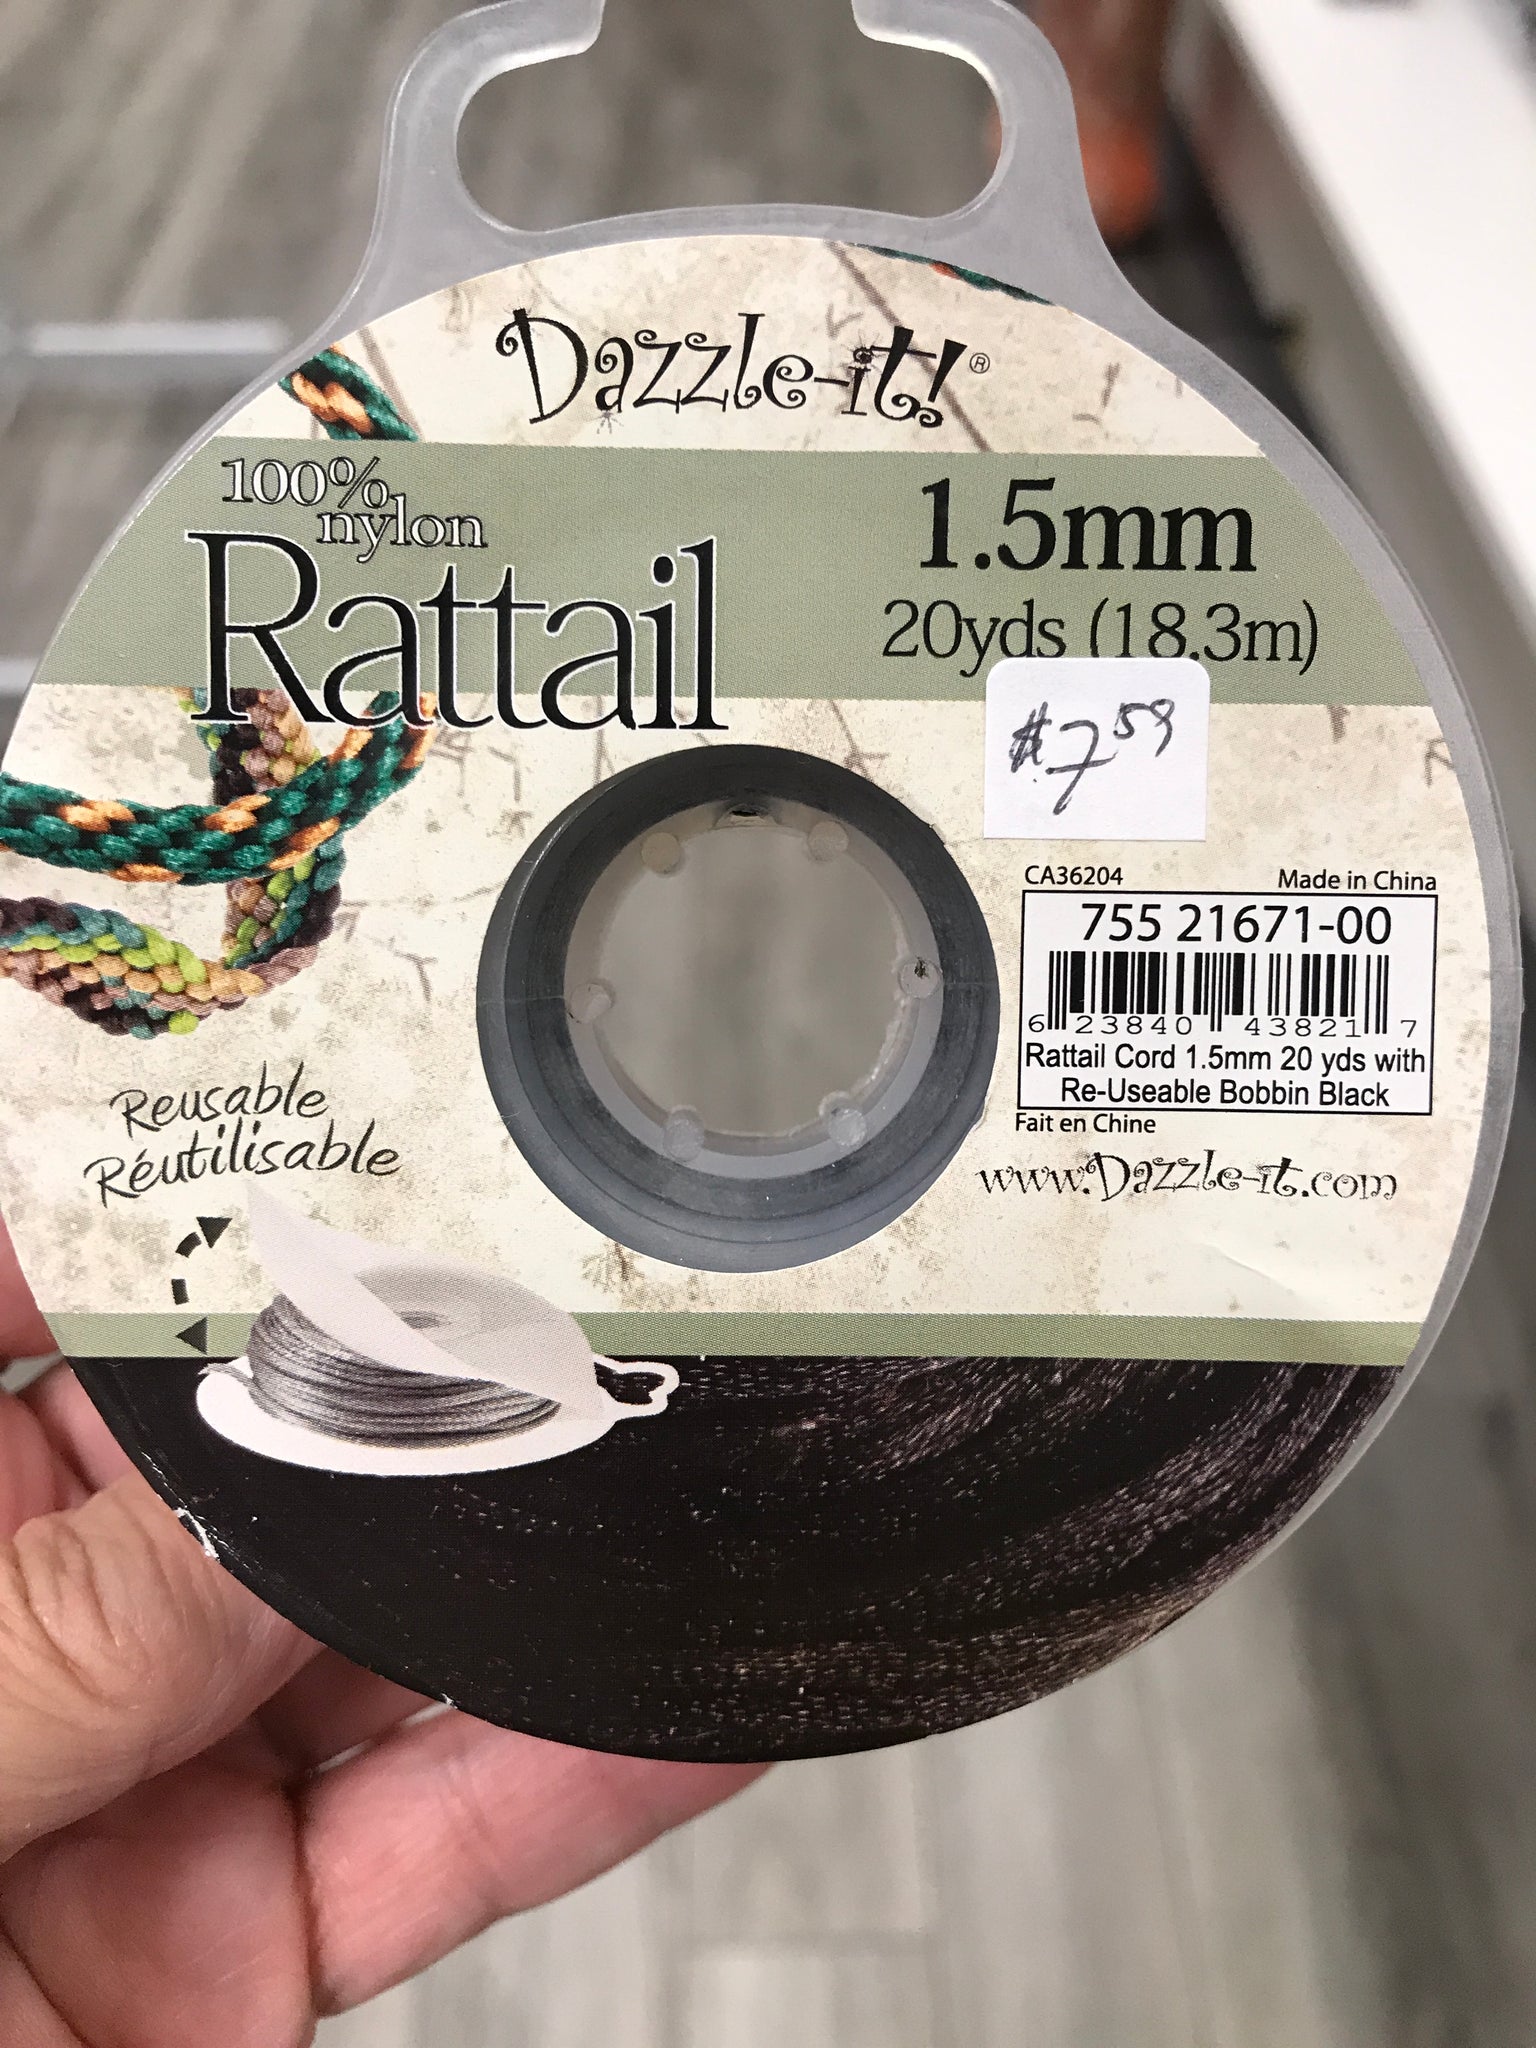 Dazzle-it!®
100%
nylon
Rattail
1.5mm
20yds (18.3m)
$7.59
CA36204 Made in China
755 21671-00
6 23840 43821 7
Rattail Cord 1.5mm 20 yds with
Re-Useable Bobbin Black
Fait en Chine
www.Dazzle-it.com
Reusable
Réutilisable